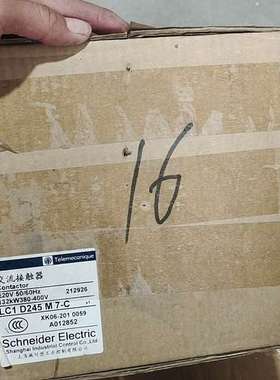 16
Telemecanique
交流接触器
Contactor
220V 50/60Hz 212926
132KW380-400V
LC1 D245 M 7-C
XK06-201 0059
A012852
Schneider Electric
Shanghai Industrial Control Co.,Ltd